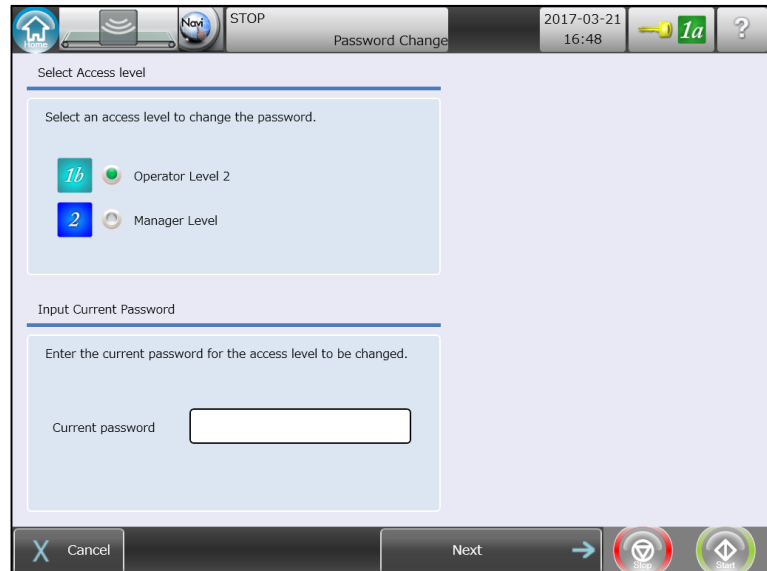 Home
Navi
STOP
Password Change
2017-03-21
16:48
1a
?
Select Access level
Select an access level to change the password.
1b
Operator Level 2
2
Manager Level
Input Current Password
Enter the current password for the access level to be changed.
Current password
X Cancel
Next
Stop
Start